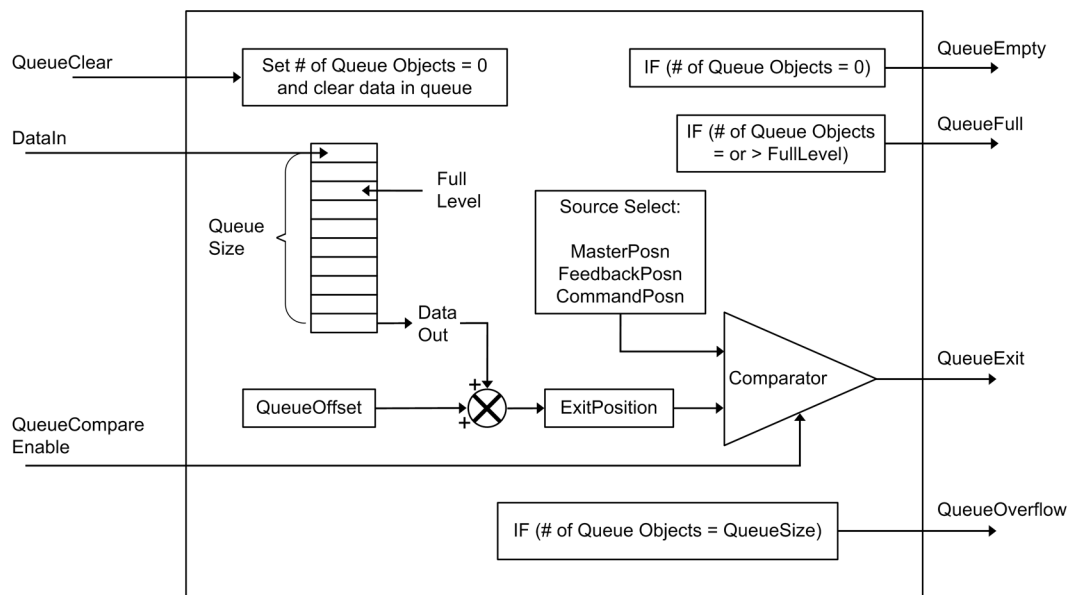 QueueClear
Set # of Queue Objects = 0
and clear data in queue
IF (# of Queue Objects = 0)
QueueEmpty
DataIn
IF (# of Queue Objects
= or > FullLevel)
QueueFull
Full
Level
Queue
Size
Source Select:
MasterPosn
FeedbackPosn
CommandPosn
Data
Out
Comparator
QueueExit
+
+
QueueOffset
ExitPosition
QueueCompare
Enable
IF (# of Queue Objects = QueueSize)
QueueOverflow